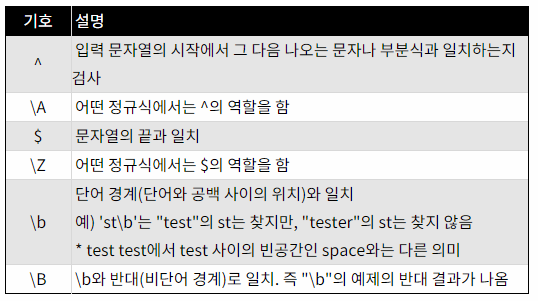 기호 설명
^ 입력 문자열의 시작에서 그 다음 나오는 문자나 부분식과 일치하는지
검사
\A 어떤 정규식에서는 ^의 역할을 함
$ 문자열의 끝과 일치
\Z 어떤 정규식에서는 $의 역할을 함
단어 경계(단어와 공백 사이의 위치)와 일치
\b 예) 'st\b'는 "test"의 st는 찾지만, "tester"의 st는 찾지 않음
* test test에서 test 사이의 빈공간인 space와는 다른 의미
\B \b와 반대(비단어 경계)로 일치. 즉 "\b"의 예제의 반대 결과가 나옴